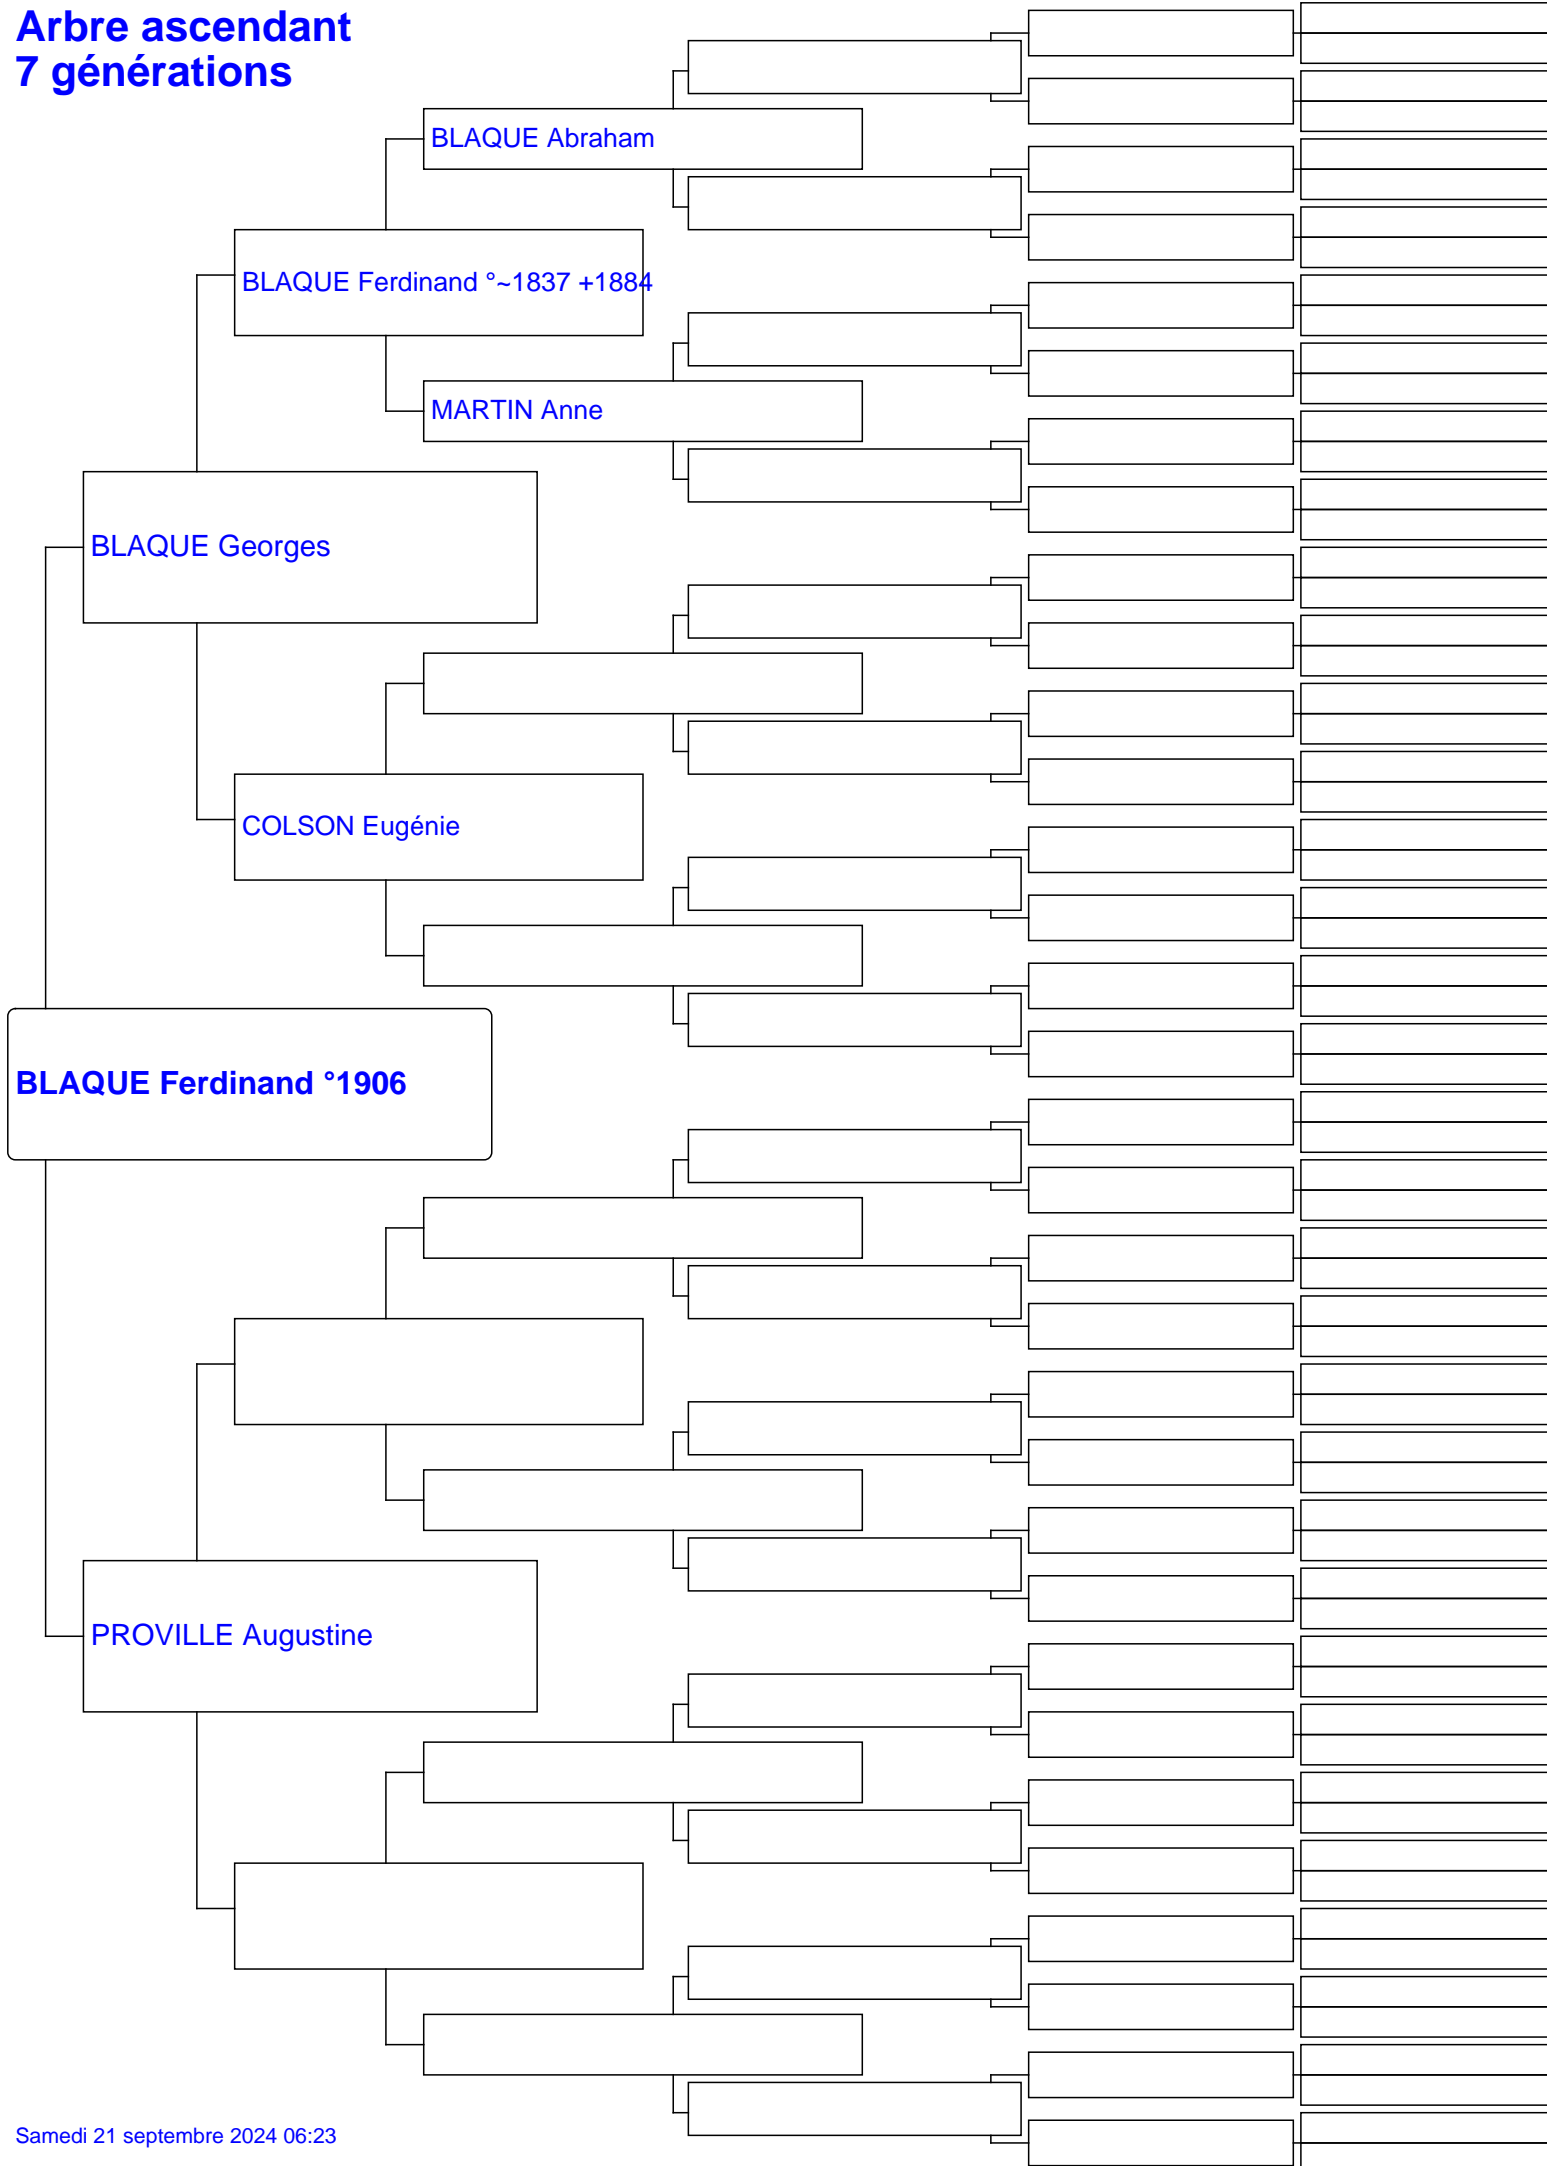 Arbre ascendant
7 générations
BLAQUE Abraham
BLAQUE Ferdinand °~1837 +1884
MARTIN Anne
BLAQUE Georges
COLSON Eugénie
BLAQUE Ferdinand °1906
PROVILLE Augustine
Samedi 21 septembre 2024 06:23